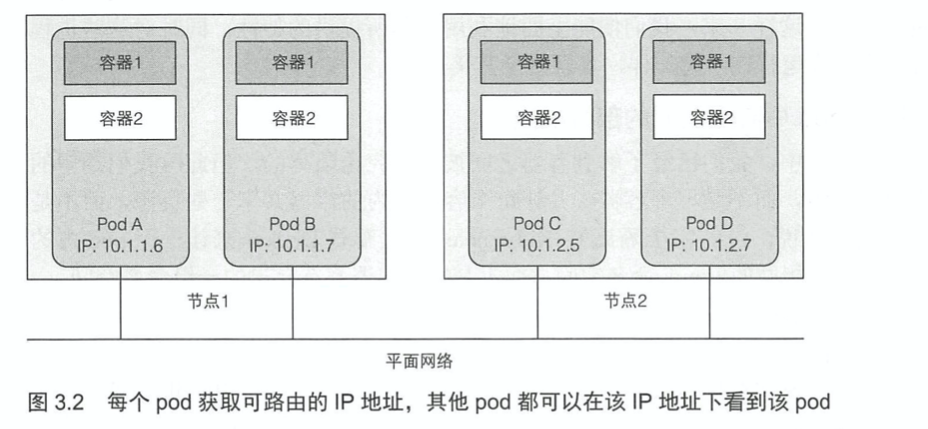 容器1
容器2
Pod A
IP: 10.1.1.6
容器1
容器2
Pod B
IP: 10.1.1.7
容器1
容器2
Pod C
IP: 10.1.2.5
容器1
容器2
Pod D
IP: 10.1.2.7
节点1
节点2
平面网络
图 3.2 每个 pod 获取可路由的 IP 地址，其他 pod 都可以在该 IP 地址下看到该 pod